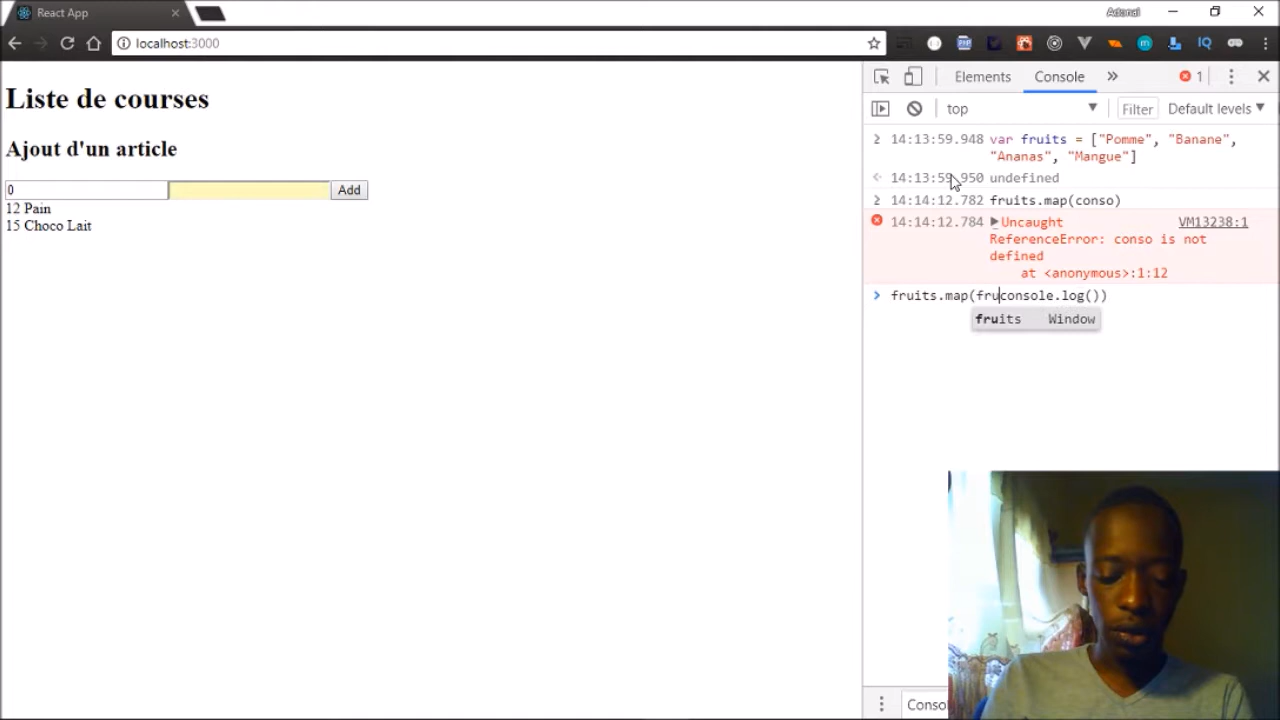 React App
Adonaï
localhost:3000
Liste de courses
Ajout d'un article
0
Add
12 Pain
15 Choco Lait
Elements
Console
1
top
Filter
Default levels
14:13:59.948 var fruits = ["Pomme", "Banane",
"Ananas", "Mangue"]
14:13:59.950 undefined
14:14:12.782 fruits.map(conso)
14:14:12.784 Uncaught VM13238:1
ReferenceError: conso is not
defined
at <anonymous>:1:12
fruits.map(fruconsole.log())
fruits Window
Conso